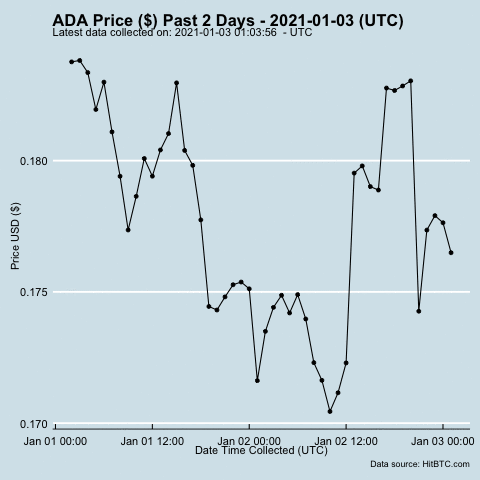 ADA Price ($) Past 2 Days - 2021-01-03 (UTC)
Latest data collected on: 2021-01-03 01:03:56  - UTC
0.180
0.175
0.170
Price USD ($)
Jan 01 00:00 Jan 01 12:00 Jan 02 00:00 Jan 02 12:00 Jan 03 00:00
Date Time Collected (UTC)
Data source: HitBTC.com